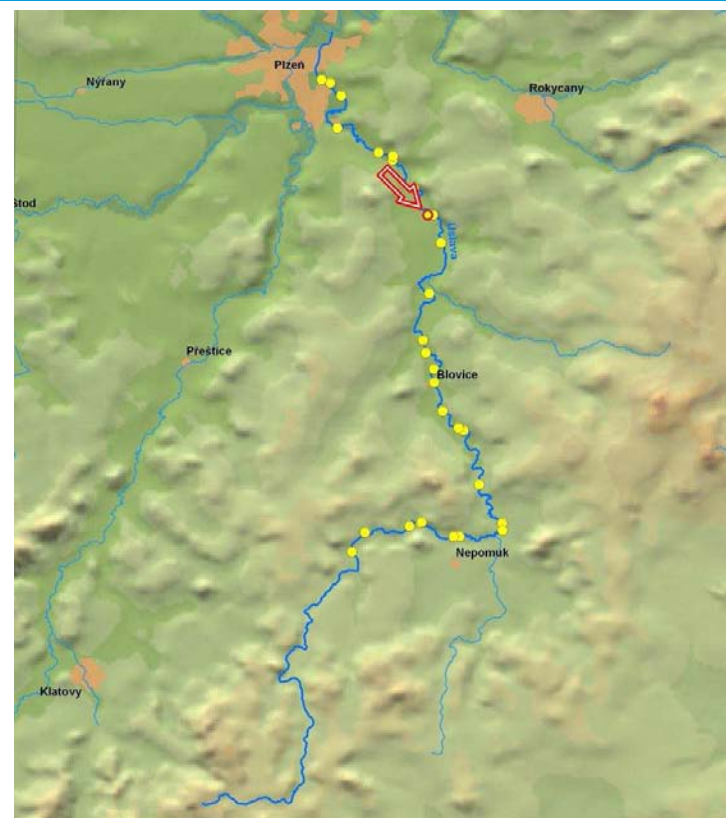 Plzeň
Nýřany
Rokycany
Stod
Úslava
Přeštice
Blovice
Nepomuk
Klatovy